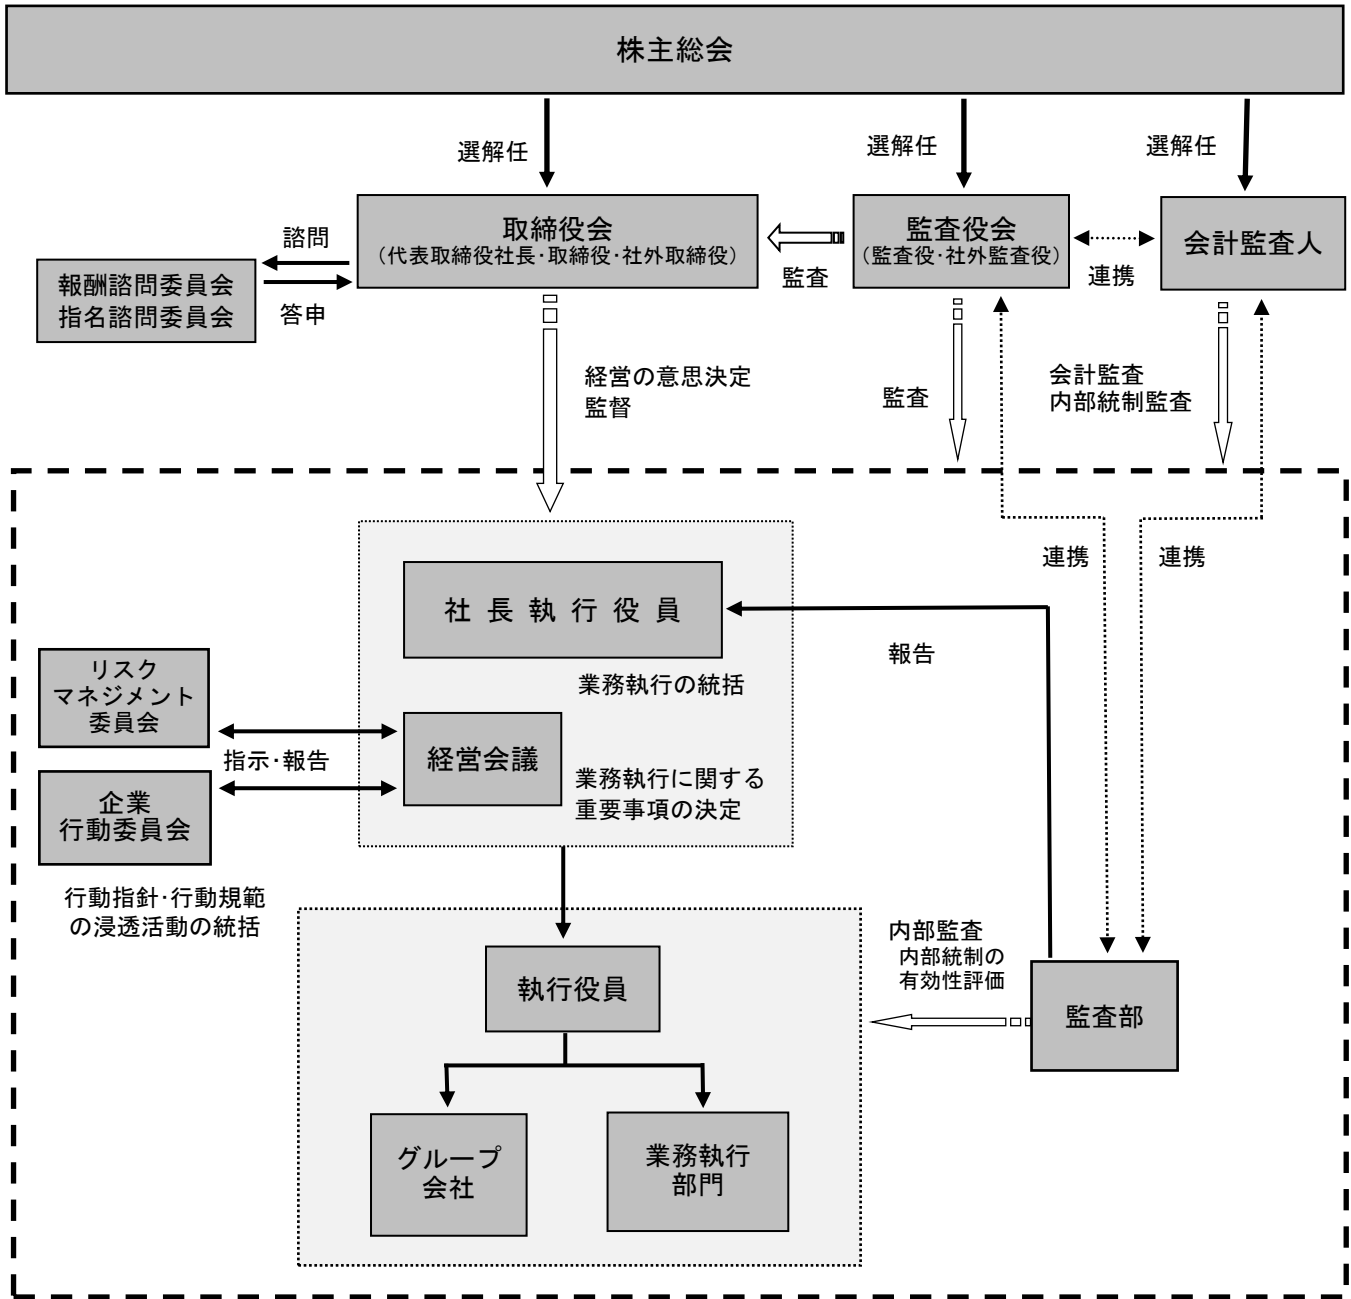 株主総会
選解任
選解任
選解任
取締役会
（代表取締役社長・取締役・社外取締役）
監査役会
（監査役・社外監査役）
会計監査人
諮問
答申
報酬諮問委員会
指名諮問委員会
監査
連携
経営の意思決定
監督
監査
会計監査
内部統制監査
連携
連携
社長執行役員
業務執行の統括
報告
リスク
マネジメント
委員会
指示・報告
経営会議
業務執行に関する
重要事項の決定
企業
行動委員会
行動指針・行動規範
の浸透活動の統括
執行役員
内部監査
内部統制の
有効性評価
監査部
グループ
会社
業務執行
部門